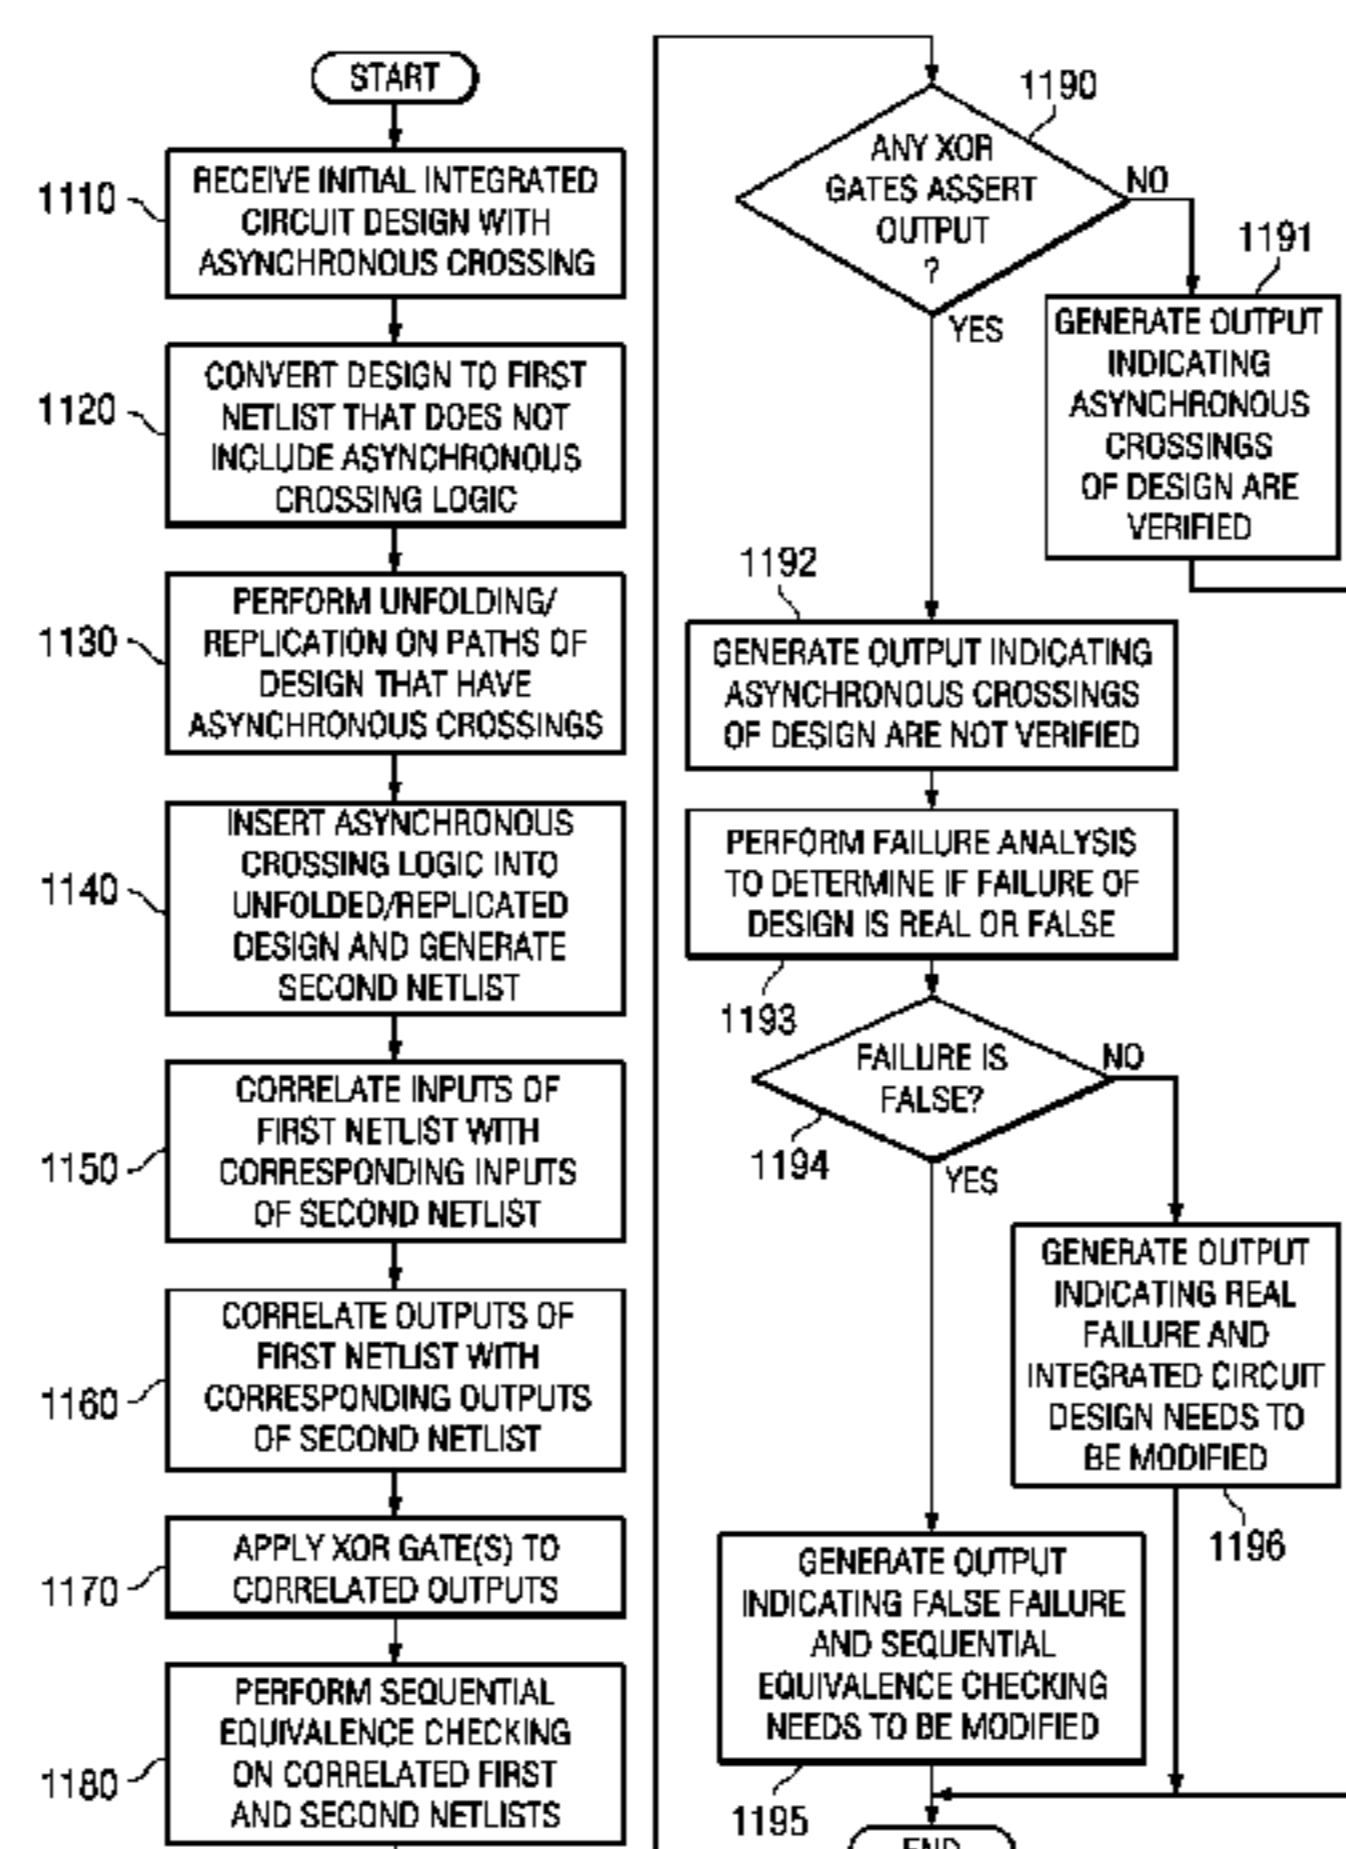 START
1110
RECEIVE INITIAL INTEGRATED
CIRCUIT DESIGN WITH
ASYNCHRONOUS CROSSING
1120
CONVERT DESIGN TO FIRST
NETLIST THAT DOES NOT
INCLUDE ASYNCHRONOUS
CROSSING LOGIC
1130
PERFORM UNFOLDING/
REPLICATION ON PATHS OF
DESIGN THAT HAVE
ASYNCHRONOUS CROSSINGS
1140
INSERT ASYNCHRONOUS
CROSSING LOGIC INTO
UNFOLDED/REPLICATED
DESIGN AND GENERATE
SECOND NETLIST
1150
CORRELATE INPUTS OF
FIRST NETLIST WITH
CORRESPONDING INPUTS
OF SECOND NETLIST
1160
CORRELATE OUTPUTS OF
FIRST NETLIST WITH
CORRESPONDING OUTPUTS
OF SECOND NETLIST
1170
APPLY XOR GATE(S) TO
CORRELATED OUTPUTS
1180
PERFORM SEQUENTIAL
EQUIVALENCE CHECKING
ON CORRELATED FIRST
AND SECOND NETLISTS
1190
ANY XOR
GATES ASSERT
OUTPUT
?
NO
YES
1191
GENERATE OUTPUT
INDICATING
ASYNCHRONOUS
CROSSINGS
OF DESIGN ARE
VERIFIED
1192
GENERATE OUTPUT INDICATING
ASYNCHRONOUS CROSSINGS
OF DESIGN ARE NOT VERIFIED
PERFORM FAILURE ANALYSIS
TO DETERMINE IF FAILURE OF
DESIGN IS REAL OR FALSE
1193
FAILURE IS
FALSE?
NO
1194
YES
GENERATE OUTPUT
INDICATING REAL
FAILURE AND
INTEGRATED CIRCUIT
DESIGN NEEDS TO
BE MODIFIED
1196
GENERATE OUTPUT
INDICATING FALSE FAILURE
AND SEQUENTIAL
EQUIVALENCE CHECKING
NEEDS TO BE MODIFIED
1195
END